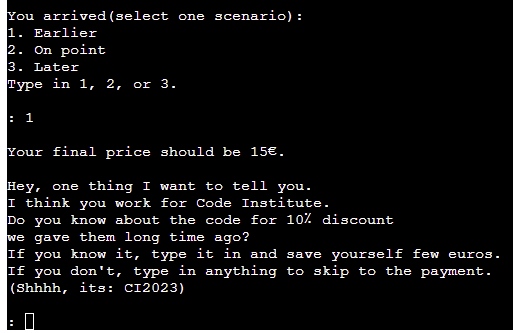 You arrived(select one scenario):
1. Earlier
2. On point
3. Later
Type in 1, 2, or 3.
: 1
Your final price should be 15€.
Hey, one thing I want to tell you.
I think you work for Code Institute.
Do you know about the code for 10% discount
we gave them long time ago?
If you know it, type it in and save yourself few euros.
If you don't, type in anything to skip to the payment.
(Shhhh, its: CI2023)
: